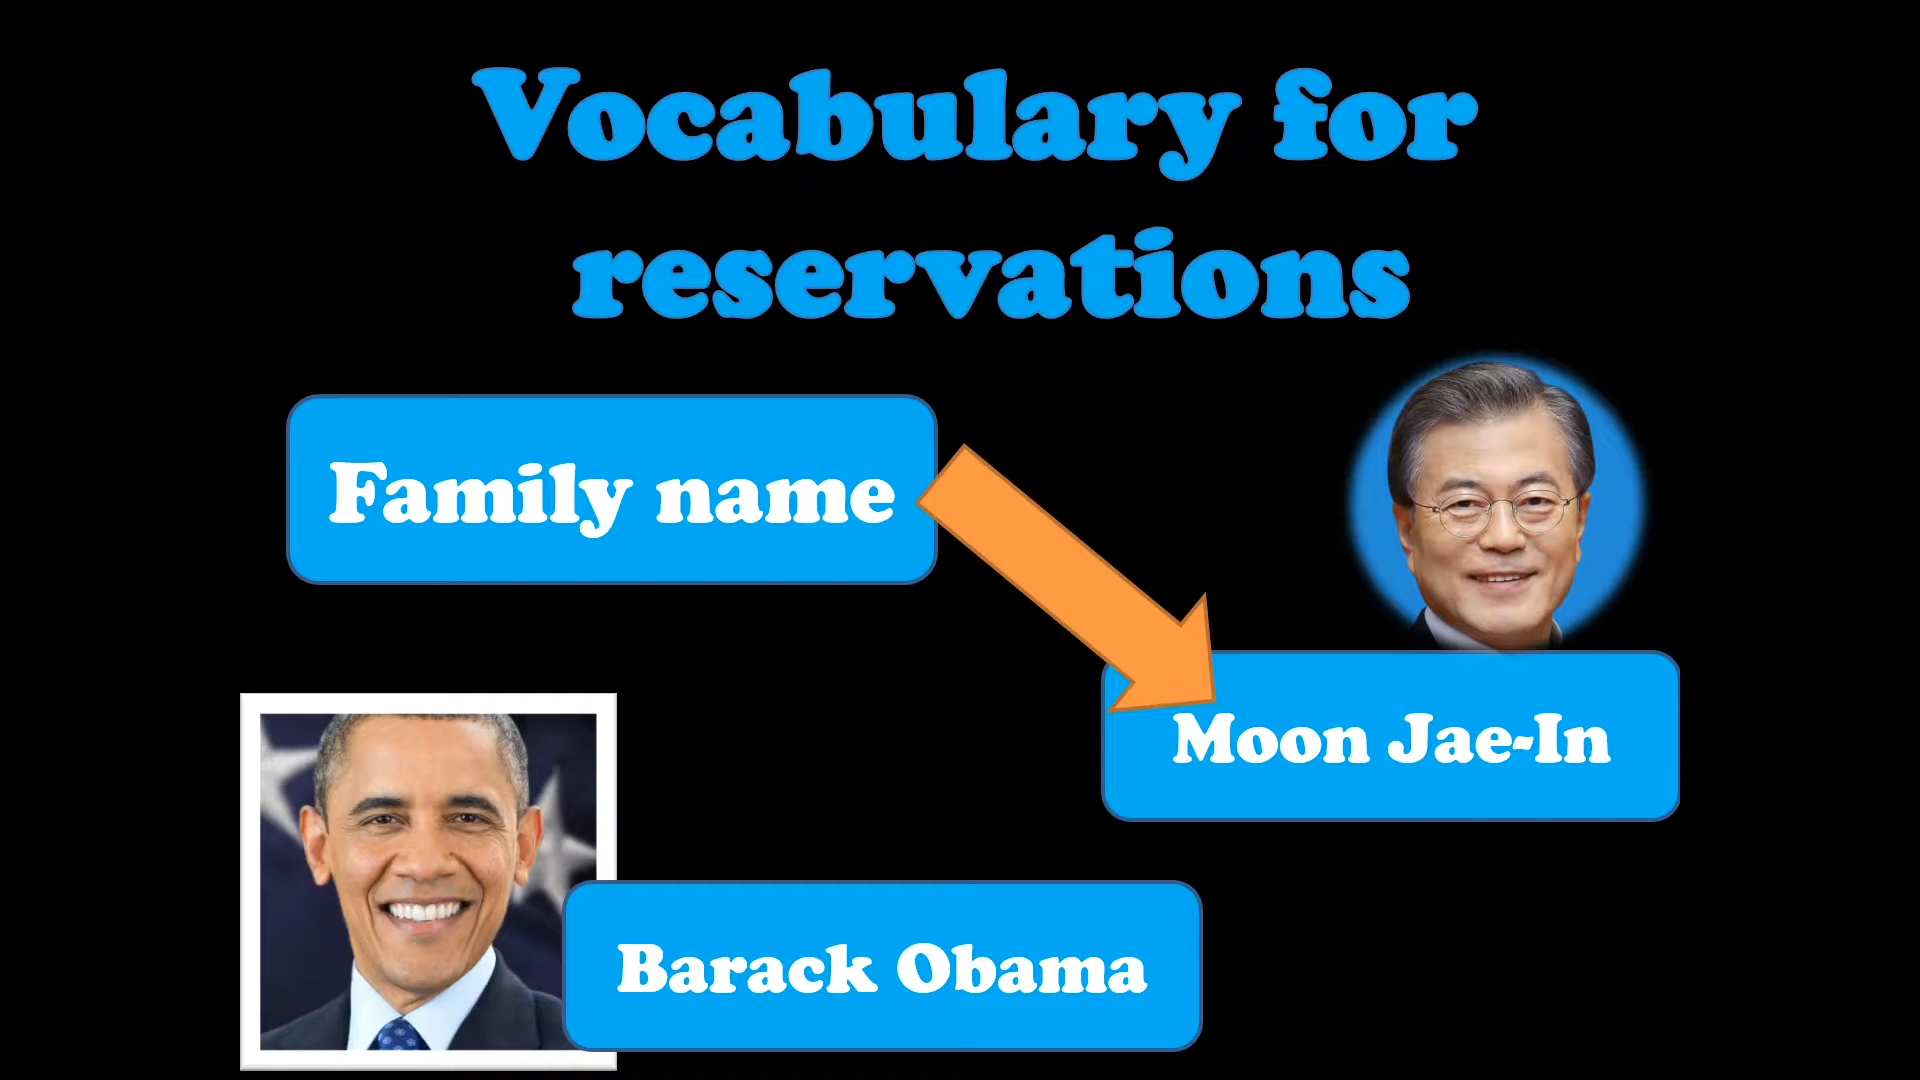 Vocabulary for
reservations
Family name
Moon Jae-In
Barack Obama